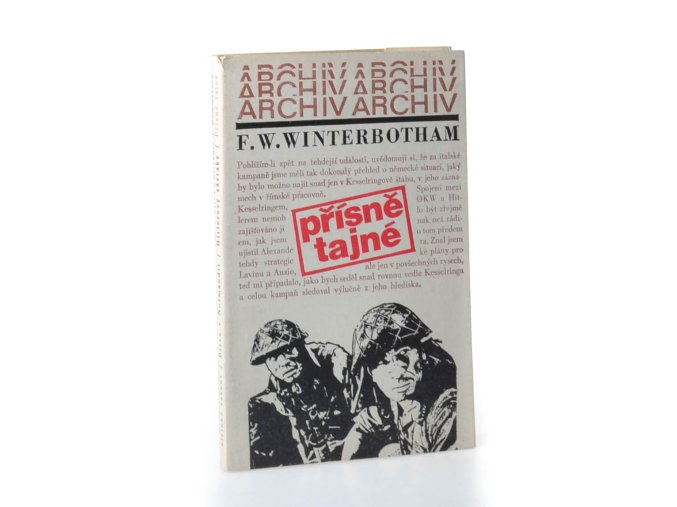 ARCHIV ARCHIV
ARCHIV ARCHIV
ARCHIV ARCHIV
F. W. WINTERBOTHAM
Pohlížím-li zpět na tehdejší události, uvědomuji si, že za italské
kampaně jsme měli tak dokonalý přehled o německé situaci, jaký
by bylo možno najít snad jen v Kesselringově štábu, v jeho zázna-
mech v římské pracovně. Spojení mezi
Kesselringem, OKW a Hit-
lerem nemoh lo být zřejmě
zajišťováno ji nak než rádi-
em, jak jsem o tom předem
ujistil Alexande ra. Znal jsem
tehdy strategic ké plány pro
Lavinu a Anzio, ale jen v povšechných rysech,
teď mi připadalo, jako bych seděl snad rovnou vedle Kesselringa
a celou kampaň sledoval výlučně z jeho hlediska.
přísně
tajné